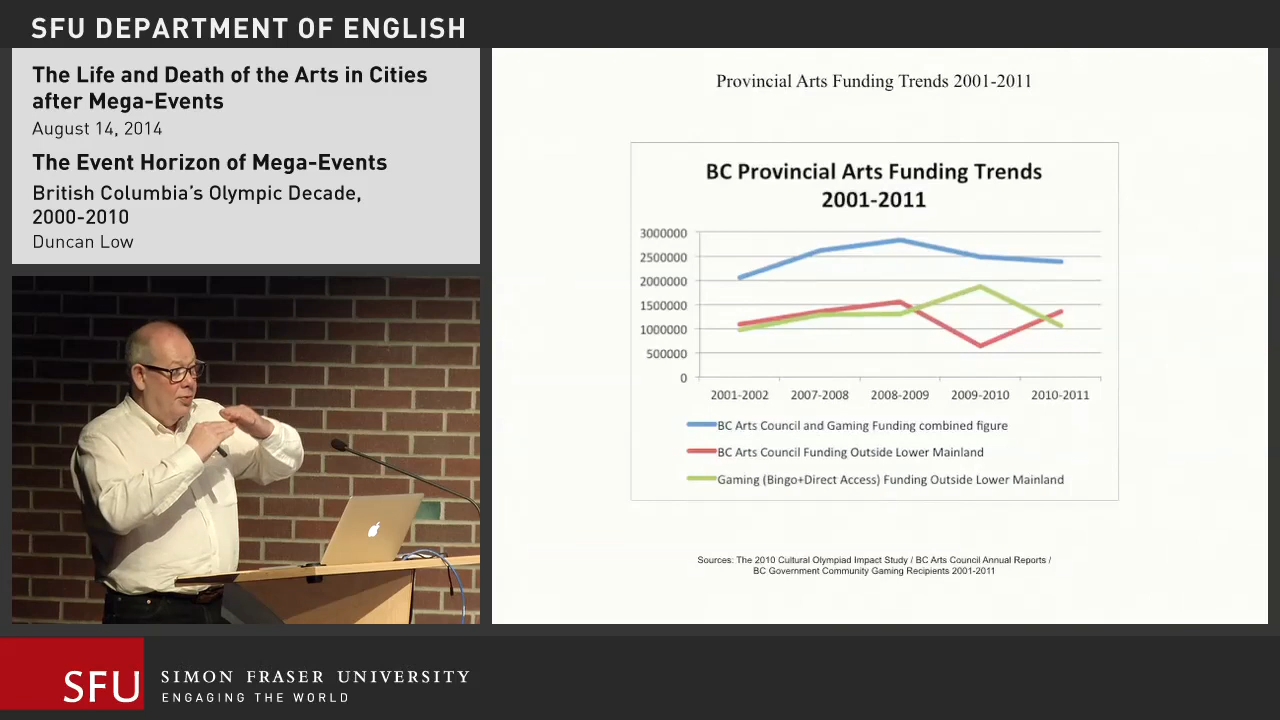 SFU DEPARTMENT OF ENGLISH
The Life and Death of the Arts in Cities
after Mega-Events
August 14, 2014
The Event Horizon of Mega-Events
British Columbia's Olympic Decade,
2000-2010
Duncan Low
Provincial Arts Funding Trends 2001-2011
BC Provincial Arts Funding Trends
2001-2011
3000000
2500000
2000000
1500000
1000000
500000
0
2001-2002 2007-2008 2008-2009 2009-2010 2010-2011
BC Arts Council and Gaming Funding combined figure
BC Arts Council Funding Outside Lower Mainland
Gaming (Bingo+Direct Access) Funding Outside Lower Mainland
Sources: The 2010 Cultural Olympiad Impact Study / BC Arts Council Annual Reports /
BC Government Community Gaming Recipients 2001-2011
SFU
SIMON FRASER UNIVERSITY
ENGAGING THE WORLD